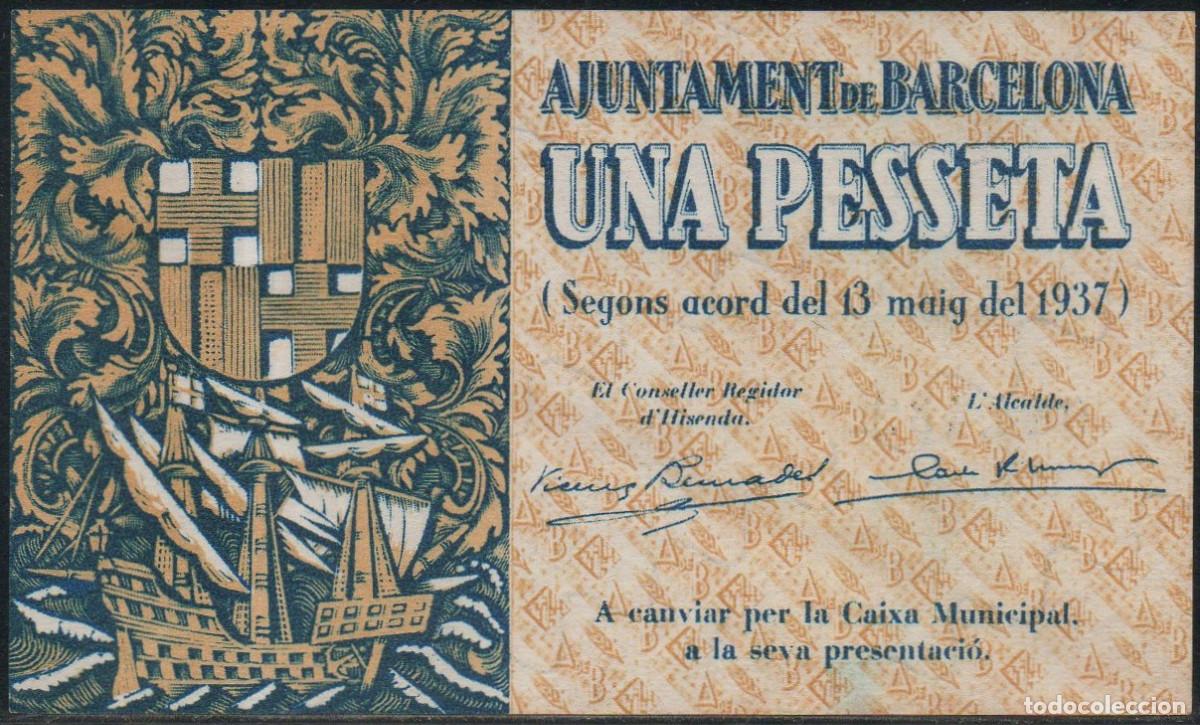 AJUNTAMENT DE BARCELONA
UNA PESSETA
(Segons acord del 13 maig del 1937)
El Conseller Regidor
d'Hisenda,
L'Alcalde,
A canviar per la Caixa Municipal,
a la seva presentació.
todocoleccion